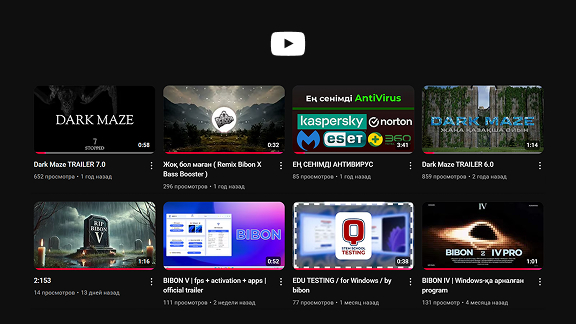 DARK MAZE
7
STOPPED
0:58
0:32
Ең сенімді AntiVirus
kaspersky
norton
eset
360
3:41
DARK MAZE
ЖАҢА ҚАЗАҚША ОЙЫН
1:14
Dark Maze TRAILER 7.0
652 просмотра • 1 год назад
Жоқ бол маған ( Remix Bibon X
Bass Booster )
296 просмотров • 1 год назад
ЕҢ СЕНІМДІ АНТИВИРУС
85 просмотров • 1 год назад
Dark Maze TRAILER 6.0
859 просмотров • 2 года назад
RIP
BIBON
V
1:16
BIBON
0:52
STEM SCHOOL
TESTING
0:38
IV
BIBON IV PRO
1:01
2:153
14 просмотров • 13 дней назад
BIBON V | fps + activation + apps |
official trailer
111 просмотров • 2 недели назад
EDU TESTING / for Windows / by
bibon
77 просмотров • 1 месяц назад
BIBON IV | Windows-қа арналған
program
131 просмотр • 4 месяца назад